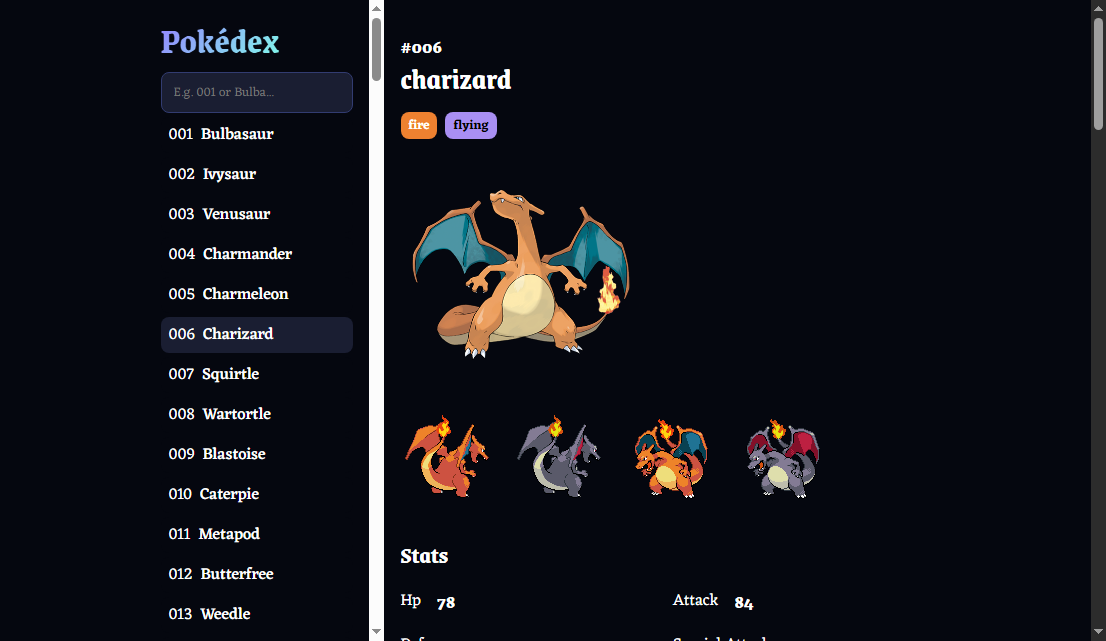 Pokédex
E.g. 001 or Bulba...
001 Bulbasaur
002 Ivysaur
003 Venusaur
004 Charmander
005 Charmeleon
006 Charizard
007 Squirtle
008 Wartortle
009 Blastoise
010 Caterpie
011 Metapod
012 Butterfree
013 Weedle
#006
charizard
fire flying
Stats
Hp 78 Attack 84